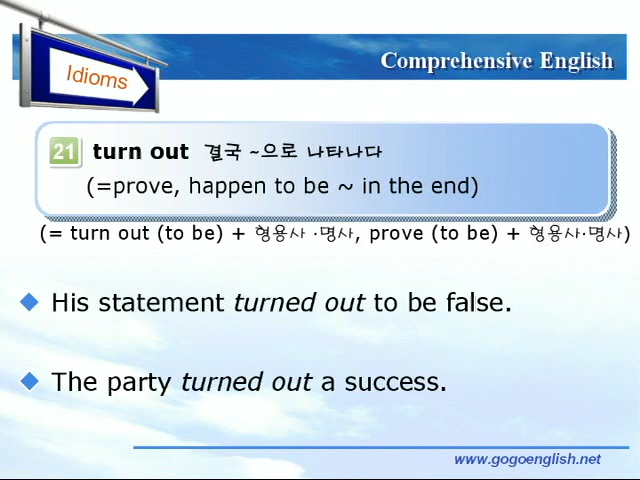 Idioms
Comprehensive English
21 turn out 결국 ~으로 나타나다
(=prove, happen to be ~ in the end)
(= turn out (to be) + 형용사 ·명사, prove (to be) + 형용사·명사)
His statement turned out to be false.
The party turned out a success.
www.gogoenglish.net